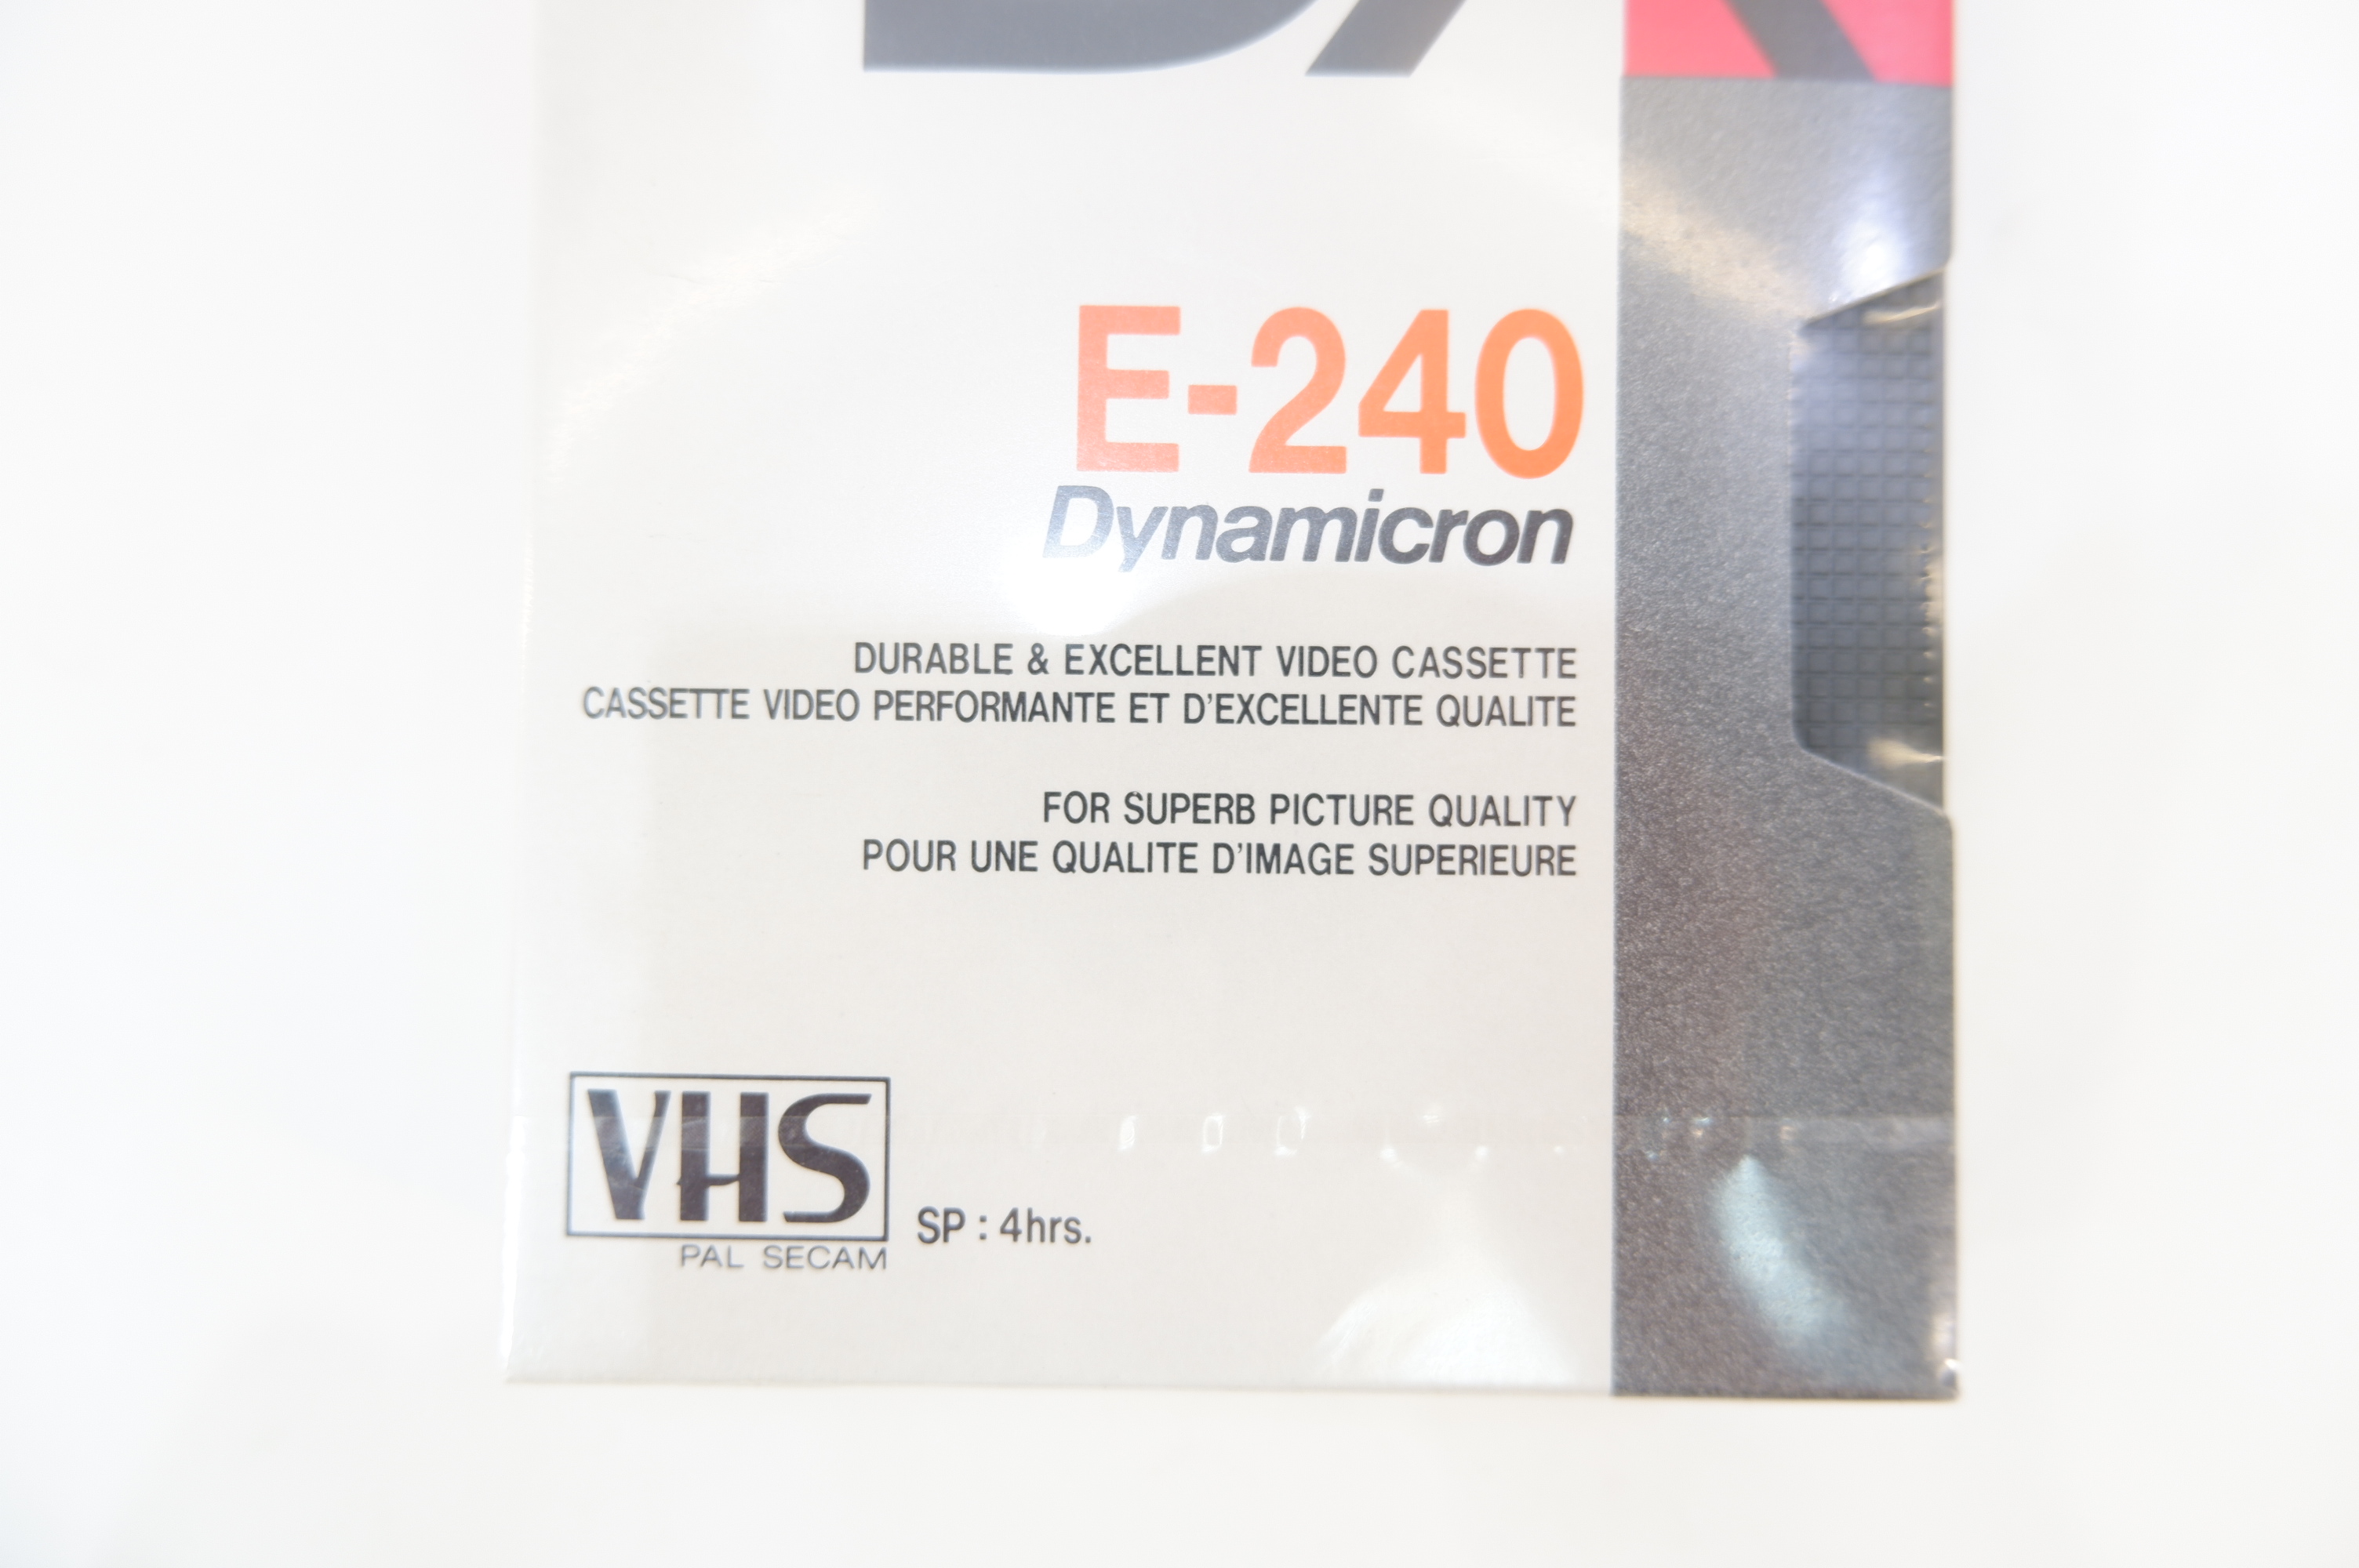 E-240
Dynamicron
DURABLE & EXCELLENT VIDEO CASSETTE
CASSETTE VIDEO PERFORMANTE ET D'EXCELLENTE QUALITE
FOR SUPERB PICTURE QUALITY
POUR UNE QUALITE D'IMAGE SUPERIEURE
VHS
PAL SECAM
SP : 4hrs.